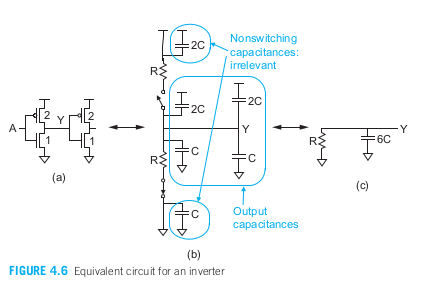 Nonswitching
capacitances:
irrelevant
2C
R
2C
2C
A
2
Y
2
1
1
Y
C
C
R
C
Output
capacitances
R
6C
Y
(a)
(b)
(c)
FIGURE 4.6 Equivalent circuit for an inverter